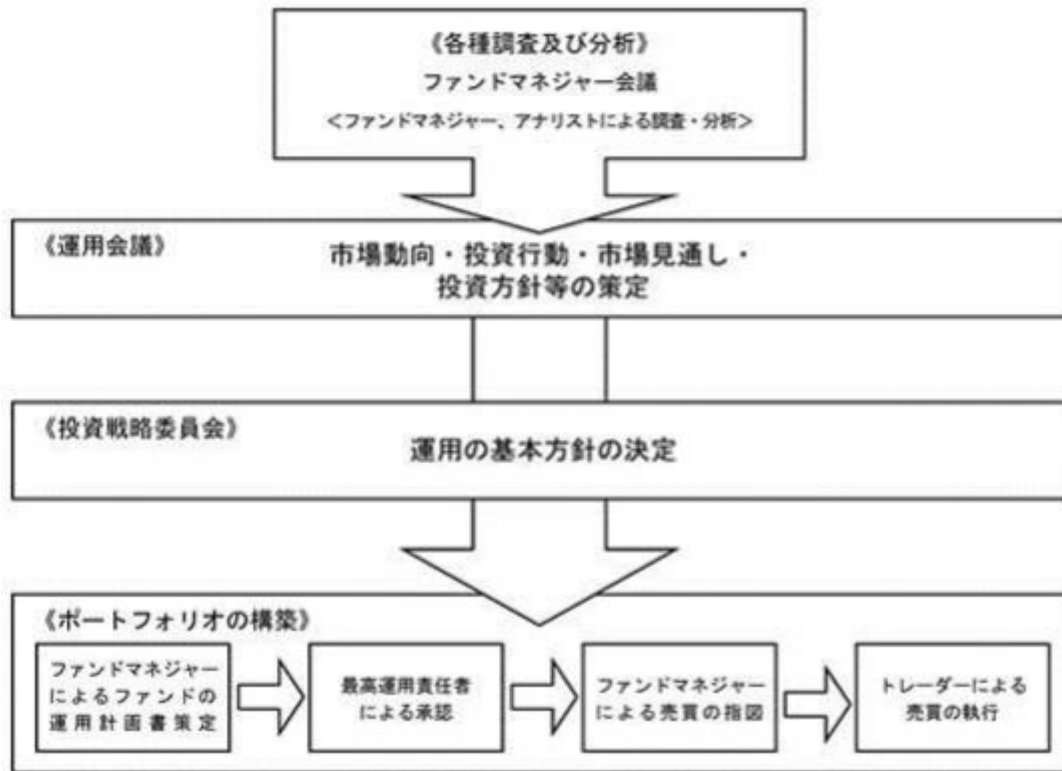 《各種調査及び分析》
ファンドマネジャー会議
<ファンドマネジャー、アナリストによる調査・分析>
《運用会議》
市場動向・投資行動・市場見通し・
投資方針等の策定
《投資戦略委員会》
運用の基本方針の決定
《ポートフォリオの構築》
ファンドマネジャー
によるファンドの
運用計画書策定
最高運用責任者
による承認
ファンドマネジャー
による売買の指図
トレーダーによる
売買の執行